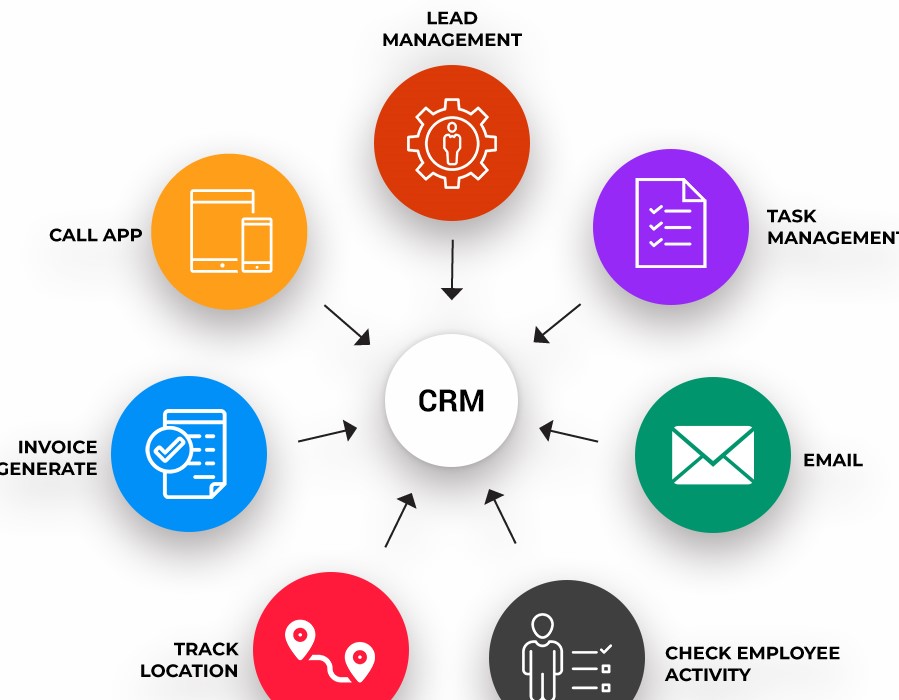 LEAD
MANAGEMENT
CALL APP
TASK
MANAGEMENT
CRM
INVOICE
GENERATE
EMAIL
TRACK
LOCATION
CHECK EMPLOYEE
ACTIVITY